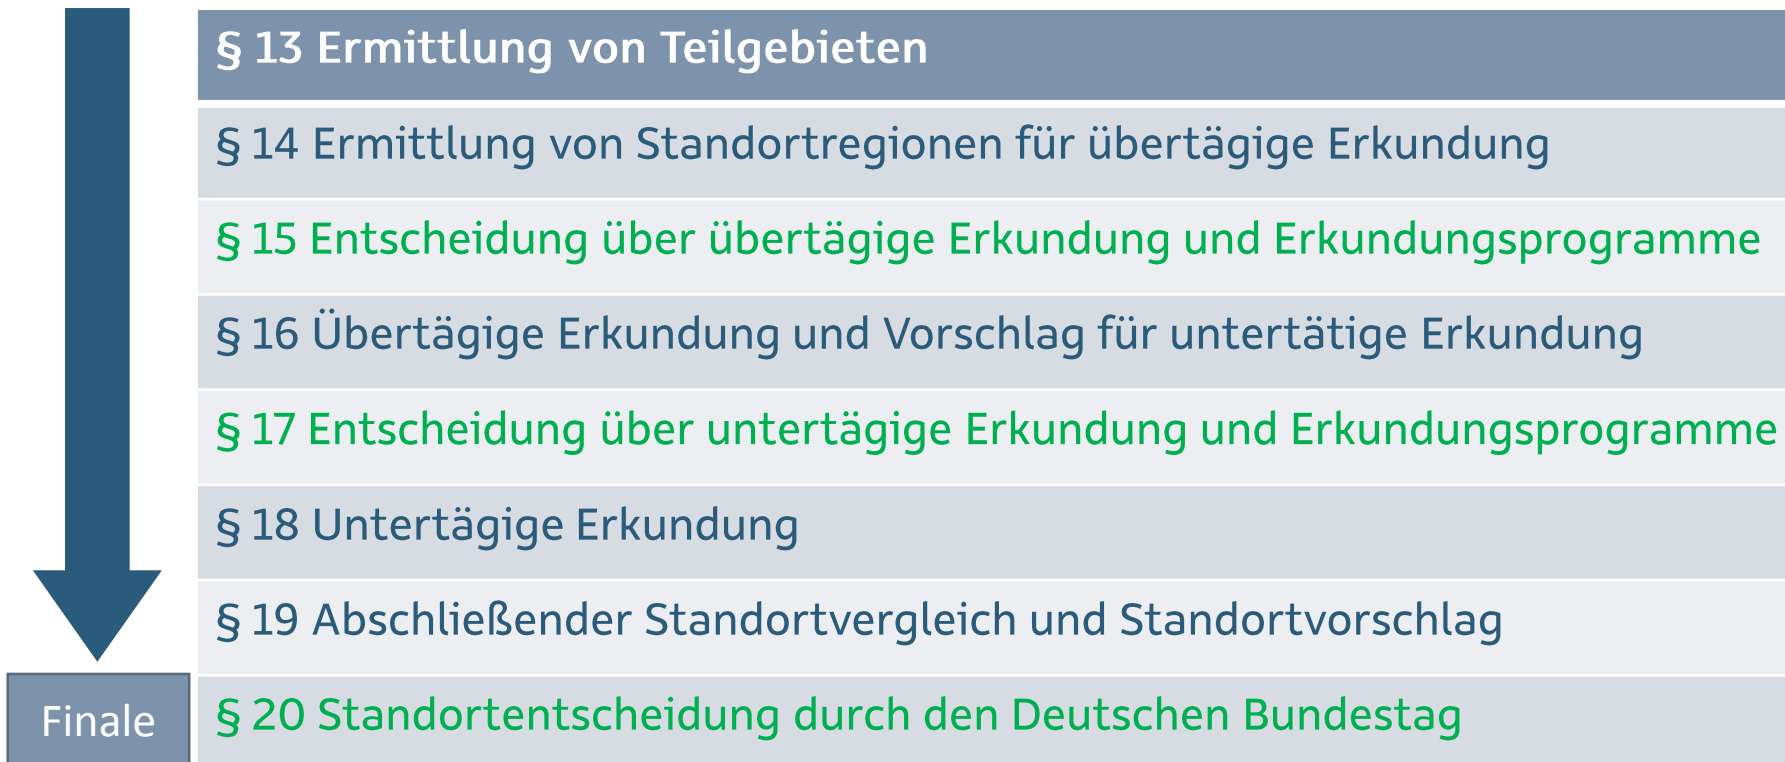 § 13 Ermittlung von Teilgebieten
§ 14 Ermittlung von Standortregionen für übertägige Erkundung
§ 15 Entscheidung über übertägige Erkundung und Erkundungsprogramme
§ 16 Übertägige Erkundung und Vorschlag für untertätige Erkundung
§ 17 Entscheidung über untertägige Erkundung und Erkundungsprogramme
§ 18 Untertägige Erkundung
§ 19 Abschließender Standortvergleich und Standortvorschlag
Finale
§ 20 Standortentscheidung durch den Deutschen Bundestag